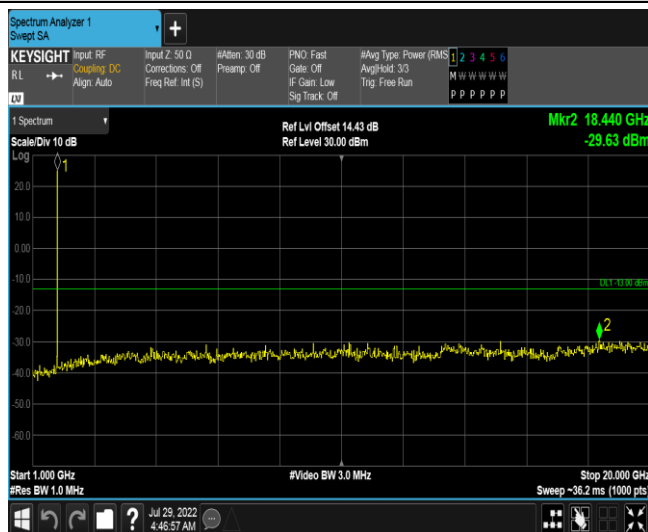 Spectrum Analyzer 1
Swept SA
+
KEYSIGHT Input: RF Input Z: 50 Ω #Atten: 30 dB PNO: Fast #Avg Type: Power (RMS 1 2 3 4 5 6
RL Coupling: DC Corrections: Off Preamp: Off Gate: Off Avg|Hold: 3/3 M W W W W W
Align: Auto Freq Ref: Int (S) IF Gain: Low Trig: Free Run
Sig Track: Off P P P P P P
LXI
1 Spectrum Ref Lvl Offset 14.43 dB Mkr2 18.440 GHz
Scale/Div 10 dB Ref Level 30.00 dBm -29.63 dBm
Log
1
20.0
10.0
0.00
-10.0
DL1 -13.00 dBm
-20.0
2
-30.0
-40.0
-50.0
-60.0
Start 1.000 GHz #Video BW 3.0 MHz Stop 20.000 GHz
#Res BW 1.0 MHz Sweep ~36.2 ms (1000 pts)
? Jul 29, 2022
4:46:57 AM